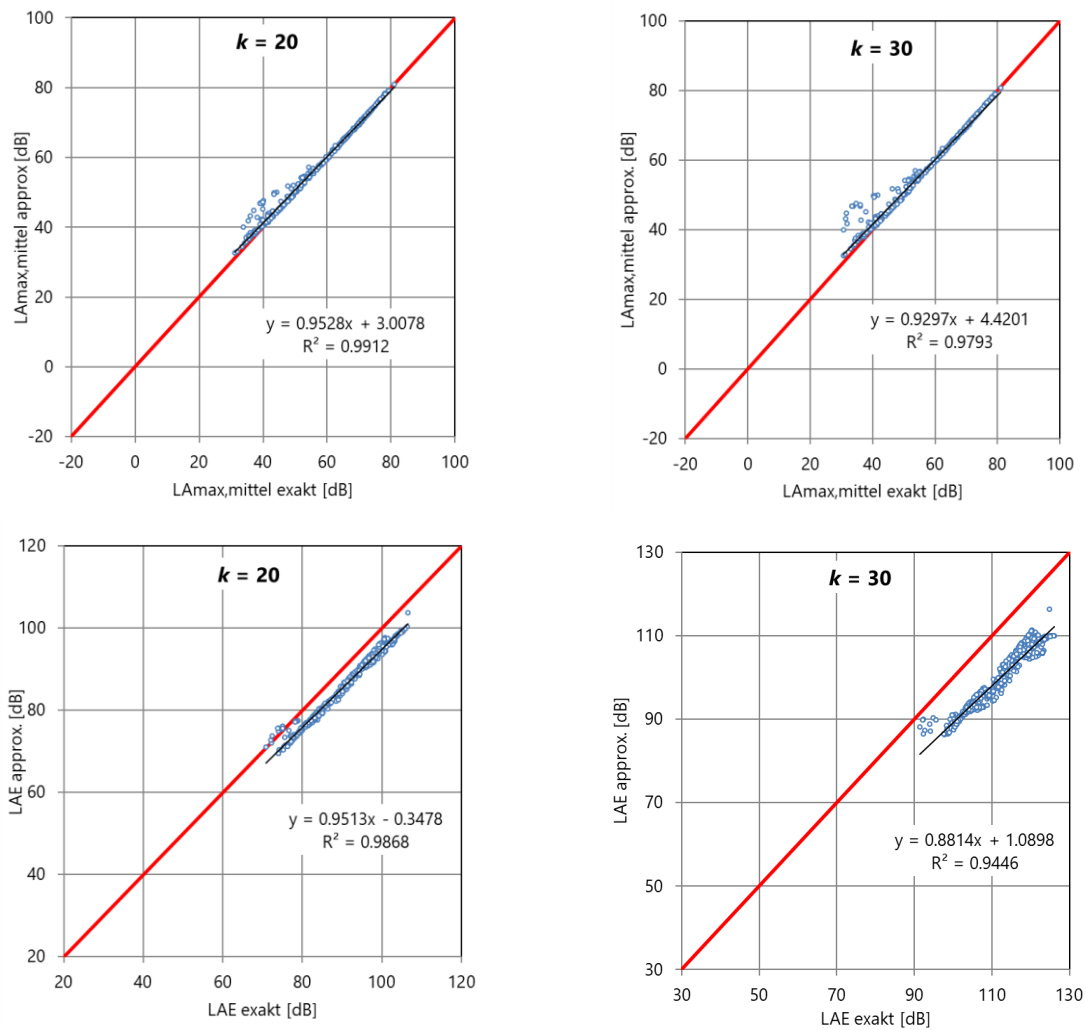 k = 20
100
80
60
40
20
0
-20
-20 0 20 40 60 80 100
LAmax,mittel approx [dB]
LAmax,mittel exakt [dB]
y = 0.9528x + 3.0078
R² = 0.9912
k = 30
100
80
60
40
20
0
-20
-20 0 20 40 60 80 100
LAmax,mittel approx. [dB]
LAmax,mittel exakt [dB]
y = 0.9297x + 4.4201
R² = 0.9793
k = 20
120
100
80
60
40
20
20 40 60 80 100 120
LAE approx. [dB]
LAE exakt [dB]
y = 0.9513x - 0.3478
R² = 0.9868
k = 30
130
110
90
70
50
30
30 50 70 90 110 130
LAE approx. [dB]
LAE exakt [dB]
y = 0.8814x + 1.0898
R² = 0.9446